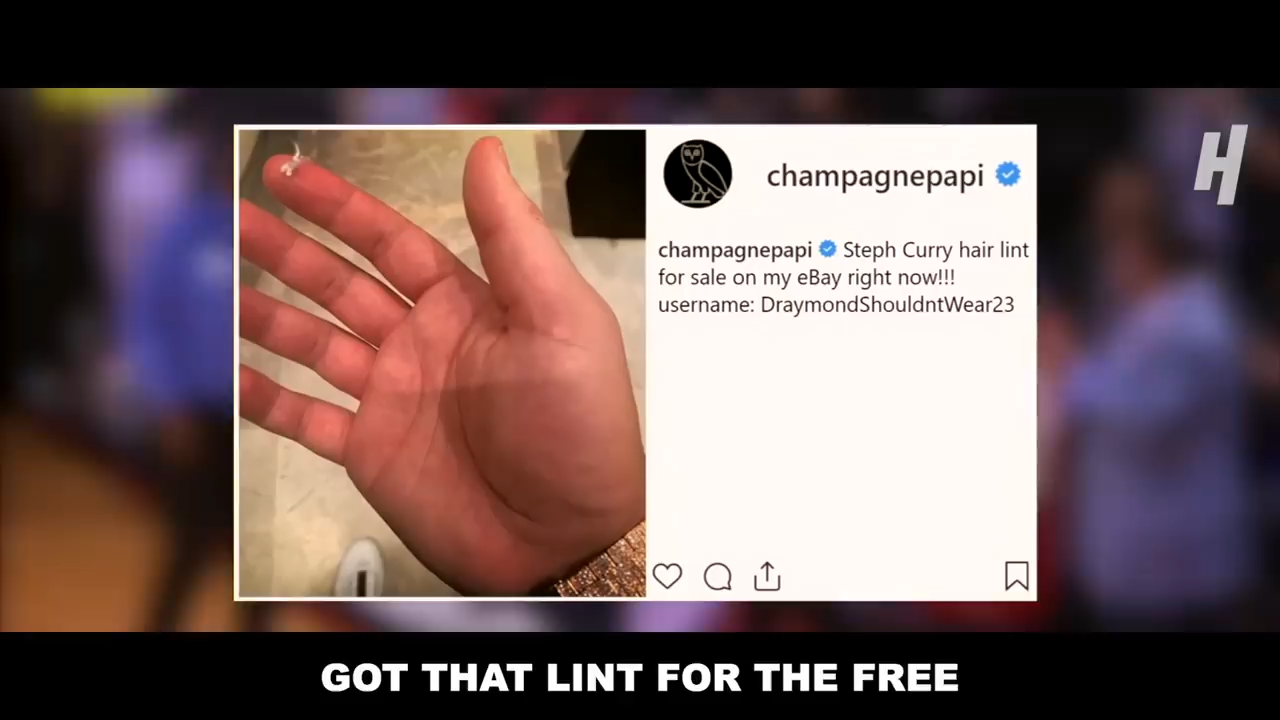 H
champagnepapi
champagnepapi Steph Curry hair lint
for sale on my eBay right now!!!
username: DraymondShouldntWear23
GOT THAT LINT FOR THE FREE